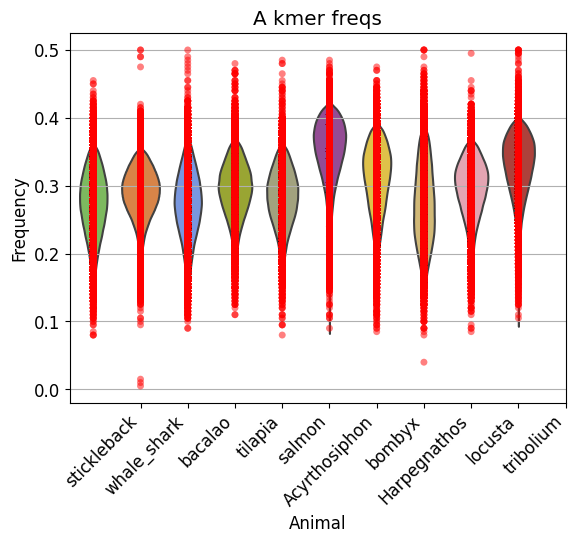 A kmer freqs
Frequency
0.5
0.4
0.3
0.2
0.1
0.0
stickleback
whale_shark
bacalao
tilapia
salmon
Acyrthosiphon
bombyx
Harpegnathos
locusta
tribolium
Animal